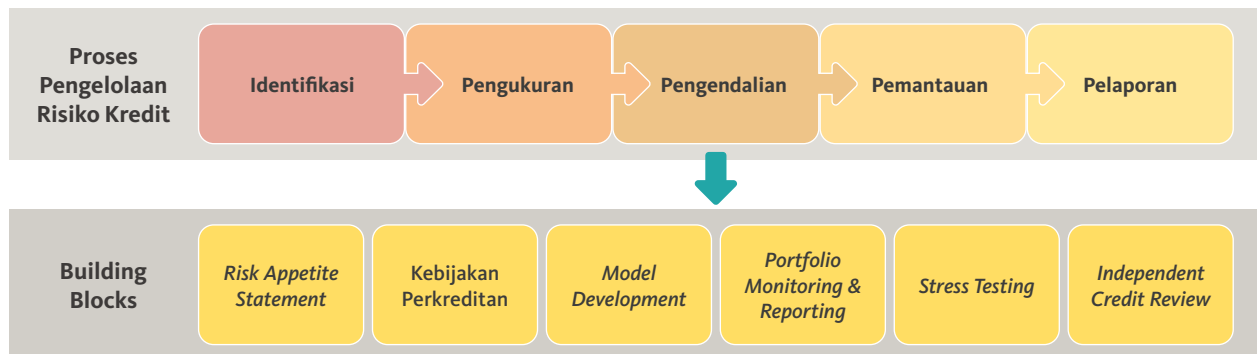 Proses
Pengelolaan
Risiko Kredit
Identifikasi
Pengukuran
Pengendalian
Pemantauan
Pelaporan
Building
Blocks
Risk Appetite
Statement
Kebijakan
Perkreditan
Model
Development
Portfolio
Monitoring &
Reporting
Stress Testing
Independent
Credit Review